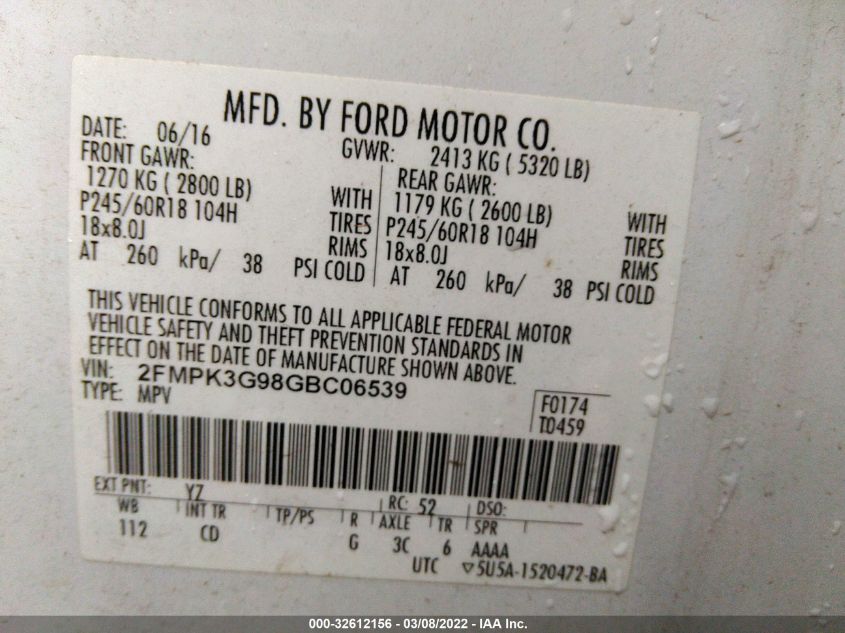 MFD. BY FORD MOTOR CO.
DATE: 06/16 GVWR: 2413 KG ( 5320 LB)
FRONT GAWR: REAR GAWR:
1270 KG ( 2800 LB) WITH 1179 KG ( 2600 LB) WITH
P245/60R18 104H TIRES P245/60R18 104H TIRES
18x8.0J RIMS 18x8.0J RIMS
AT 260 kPa/ 38 PSI COLD AT 260 kPa/ 38 PSI COLD
THIS VEHICLE CONFORMS TO ALL APPLICABLE FEDERAL MOTOR
VEHICLE SAFETY AND THEFT PREVENTION STANDARDS IN
EFFECT ON THE DATE OF MANUFACTURE SHOWN ABOVE.
VIN: 2FMPK3G98GBC06539
TYPE: MPV
F0174
T0459
EXT PNT: YZ RC: 52 DSO:
WB INT TR TP/PS R AXLE TR SPR
112 CD G 3C 6 AAAA
UTC ▽5U5A-1520472-BA
000-32612156 - 03/08/2022 - IAA Inc.